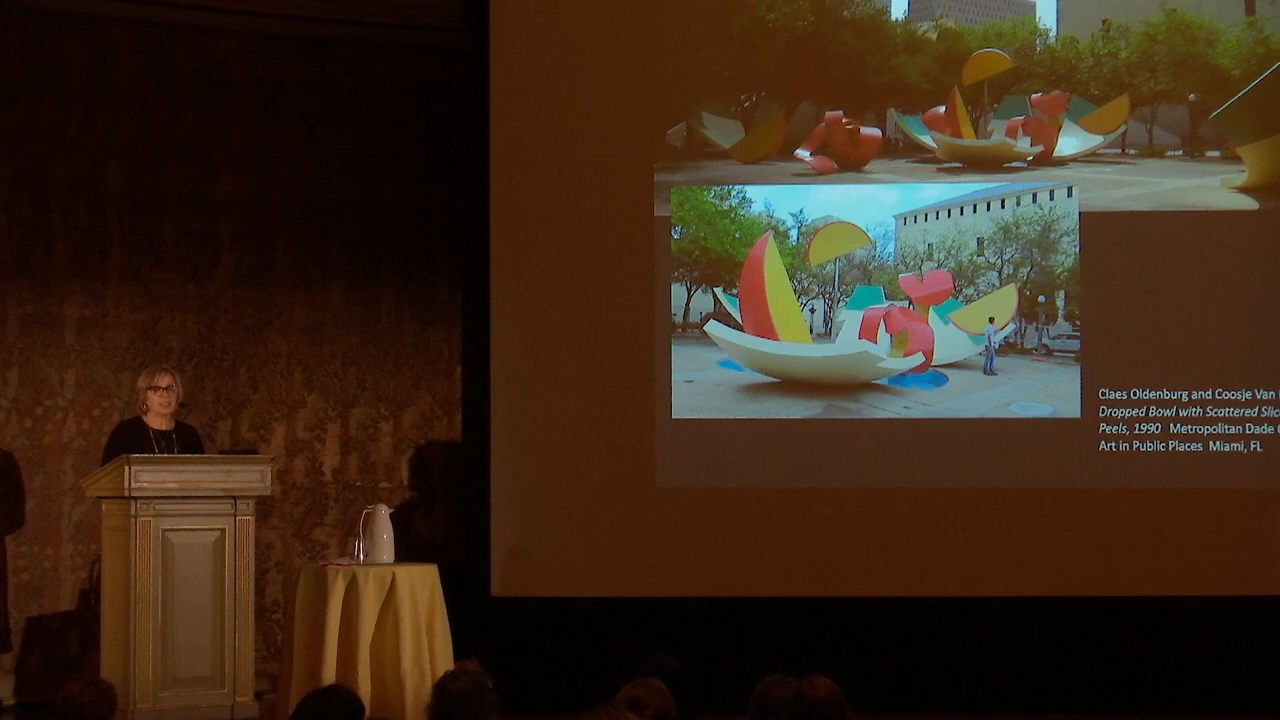 Claes Oldenburg and Coosje Van
Dropped Bowl with Scattered
Peels, 1990 Metropolitan Dade
Art in Public Places Miami, FL